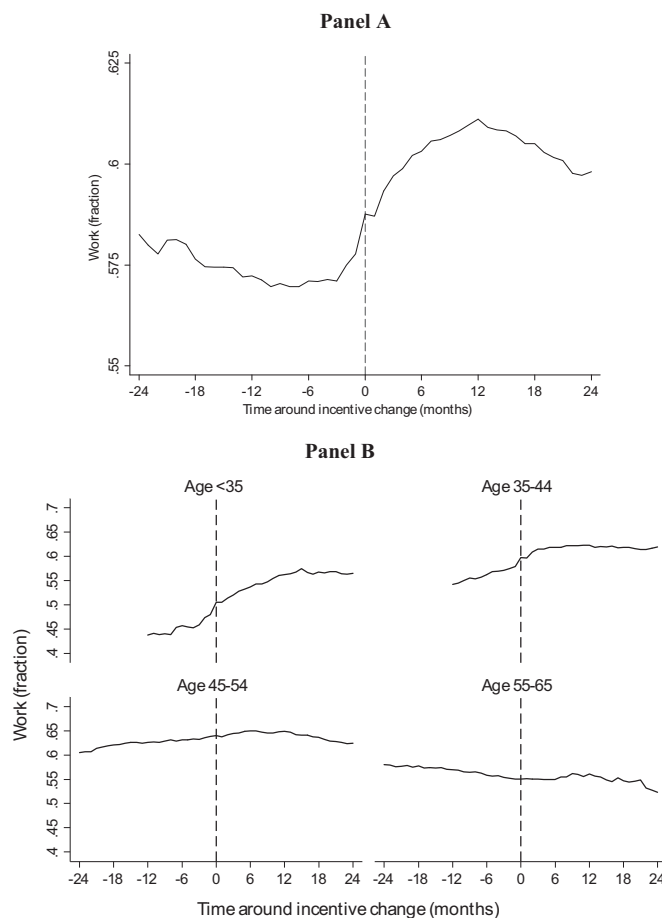 Panel A
.625
.6
.575
.55
Work (fraction)
-24 -18 -12 -6 0 6 12 18 24
Time around incentive change (months)
Panel B
Age <35 Age 35-44
.7
.65
.6
.55
.5
.45
.4
Age 45-54 Age 55-65
.7
.65
.6
.55
.5
.45
.4
Work (fraction)
-24 -18 -12 -6 0 6 12 18 24 -24 -18 -12 -6 0 6 12 18 24
Time around incentive change (months)